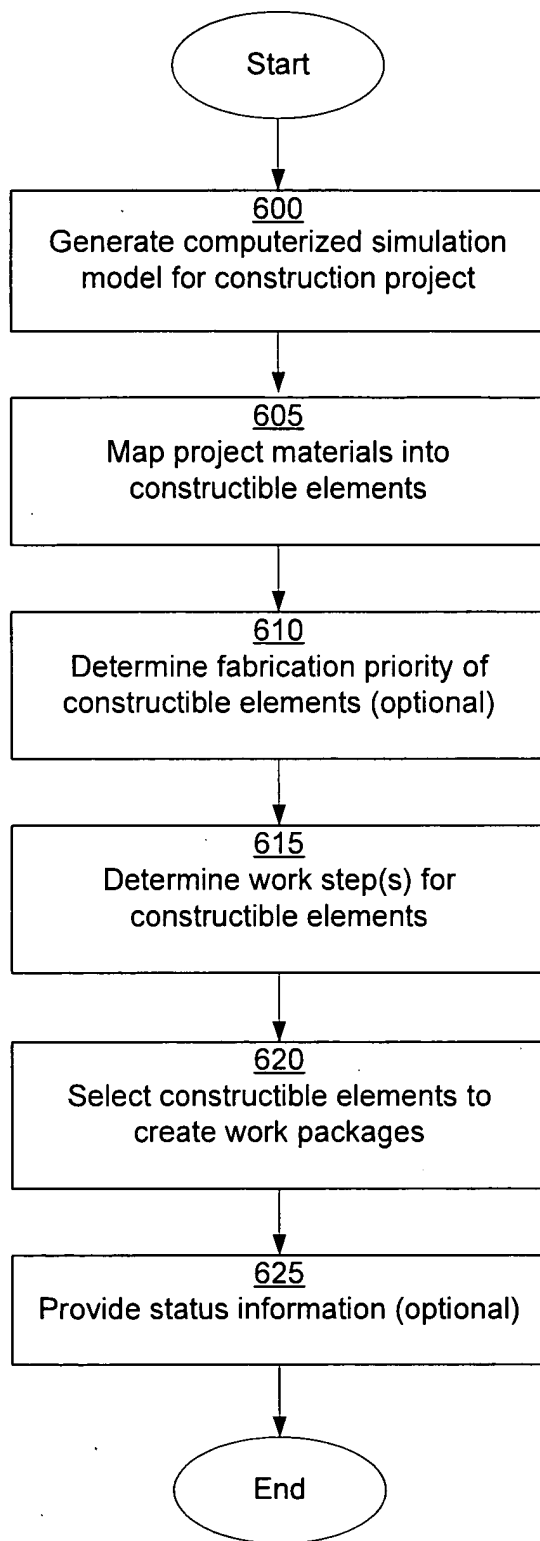 Start
600
Generate computerized simulation
model for construction project
605
Map project materials into
constructible elements
610
Determine fabrication priority of
constructible elements (optional)
615
Determine work step(s) for
constructible elements
620
Select constructible elements to
create work packages
625
Provide status information (optional)
End